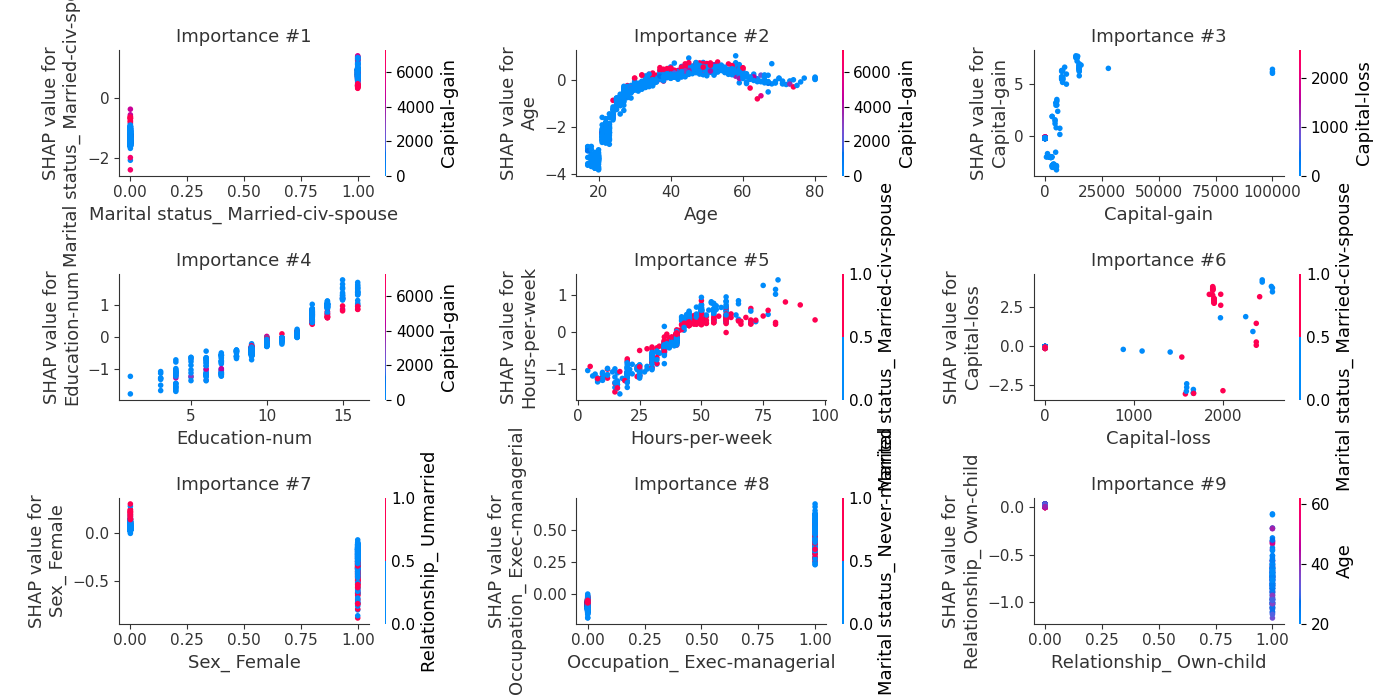 Importance #1
SHAP value for
Marital status_ Married-civ-sp
0
−2
0.00 0.25 0.50 0.75 1.00
Marital status_ Married-civ-spouse
6000
4000
2000
0
Capital-gain
Importance #2
SHAP value for
Age
0
−2
−4
20 40 60 80
Age
6000
4000
2000
0
Capital-gain
Importance #3
SHAP value for
Capital-gain
5
0
0 25000 50000 75000 100000
Capital-gain
2000
1000
0
Capital-loss
Importance #4
SHAP value for
Education-num
1
0
−1
5 10 15
Education-num
6000
4000
2000
0
Capital-gain
Importance #5
SHAP value for
Hours-per-week
1
0
−1
0 25 50 75 100
Hours-per-week
1.0
0.5
0.0
Marital status_ Married-civ-spouse
Importance #6
SHAP value for
Capital-loss
2.5
0.0
−2.5
0 1000 2000
Capital-loss
1.0
0.5
0.0
Marital status_ Married-civ-spouse
Importance #7
SHAP value for
Sex_ Female
0.0
−0.5
0.00 0.25 0.50 0.75 1.00
Sex_ Female
1.0
0.5
0.0
Relationship_ Unmarried
Importance #8
SHAP value for
Occupation_ Exec-managerial
0.50
0.25
0.00
0.00 0.25 0.50 0.75 1.00
Occupation_ Exec-managerial
1.0
0.5
0.0
Marital status_ Never-married
Importance #9
SHAP value for
Relationship_ Own-child
0.0
−0.5
−1.0
0.00 0.25 0.50 0.75 1.00
Relationship_ Own-child
60
40
20
Age